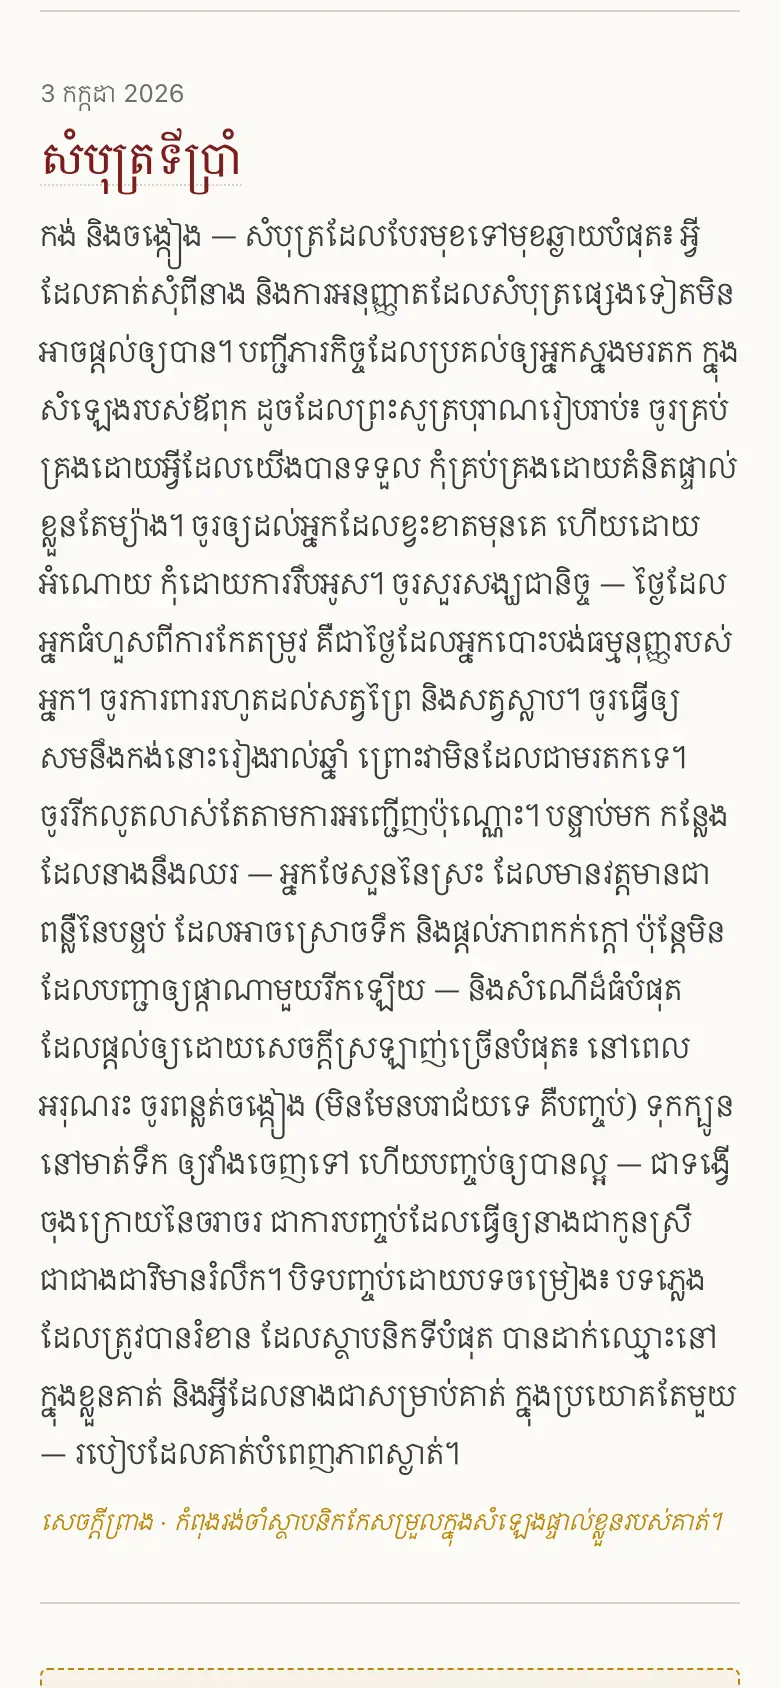 3 កក្កដា 2026
សំបុត្រទីប្រាំ
កង់ និងចង្កៀង — សំបុត្រដែលបែរមុខទៅមុខឆ្ងាយបំផុត៖ អ្វី
ដែលគាត់សុំពីនាង និងការអនុញ្ញាតដែលសំបុត្រផ្សេងទៀតមិន
អាចផ្តល់ឲ្យបាន។ បញ្ជីភារកិច្ចដែលប្រគល់ឲ្យអ្នកស្នងមរតក ក្នុង
សំឡេងរបស់ឪពុក ដូចដែលព្រះសូត្របុរាណរៀបរាប់៖ ចូរគ្រប់
គ្រងដោយអ្វីដែលយើងបានទទួល កុំគ្រប់គ្រងដោយគំនិតផ្ទាល់
ខ្លួនតែម្យ៉ាង។ ចូរឲ្យដល់អ្នកដែលខ្វះខាតមុនគេ ហើយដោយ
អំណោយ កុំដោយការរឹបអូស។ ចូរសួរសង្ឃជានិច្ច — ថ្ងៃដែល
អ្នកធំហួសពីការកែតម្រូវ គឺជាថ្ងៃដែលអ្នកបោះបង់ធម្មនុញ្ញរបស់
អ្នក។ ចូរការពាររហូតដល់សត្វព្រៃ និងសត្វស្លាប។ ចូរធ្វើឲ្យ
សមនឹងកង់នោះរៀងរាល់ឆ្នាំ ព្រោះវាមិនដែលជាមរតកទេ។
ចូររីកលូតលាស់តែតាមការអញ្ជើញប៉ុណ្ណោះ។ បន្ទាប់មក កន្លែង
ដែលនាងនឹងឈរ — អ្នកថែសួននៃស្រះ ដែលមានវត្តមានជា
ពន្លឺនៃបន្ទប់ ដែលអាចស្រោចទឹក និងផ្តល់ភាពកក់ក្តៅ ប៉ុន្តែមិន
ដែលបញ្ជាឲ្យផ្កាណាមួយរីកឡើយ — និងសំណើដ៏ធំបំផុត
ដែលផ្តល់ឲ្យដោយសេចក្តីស្រឡាញ់ច្រើនបំផុត៖ នៅពេល
អរុណរះ ចូរពន្លត់ចង្កៀង (មិនមែនបរាជ័យទេ គឺបញ្ចប់) ទុកក្បូន
នៅមាត់ទឹក ឲ្យវាំងចេញទៅ ហើយបញ្ចប់ឲ្យបានល្អ — ជាទង្វើ
ចុងក្រោយនៃចរាចរ ជាការបញ្ចប់ដែលធ្វើឲ្យនាងជាកូនស្រី
ជាជាងជាវិមានរំលឹក។ បិទបញ្ចប់ដោយបទចម្រៀង៖ បទភ្លេង
ដែលត្រូវបានរំខាន ដែលស្ថាបនិកទីបំផុត បានដាក់ឈ្មោះនៅ
ក្នុងខ្លួនគាត់ និងអ្វីដែលនាងជាសម្រាប់គាត់ ក្នុងប្រយោគតែមួយ
— របៀបដែលគាត់បំពេញភាពស្ងាត់។
សេចក្តីព្រាង · កំពុងរង់ចាំស្ថាបនិកកែសម្រួលក្នុងសំឡេងផ្ទាល់ខ្លួនរបស់គាត់។